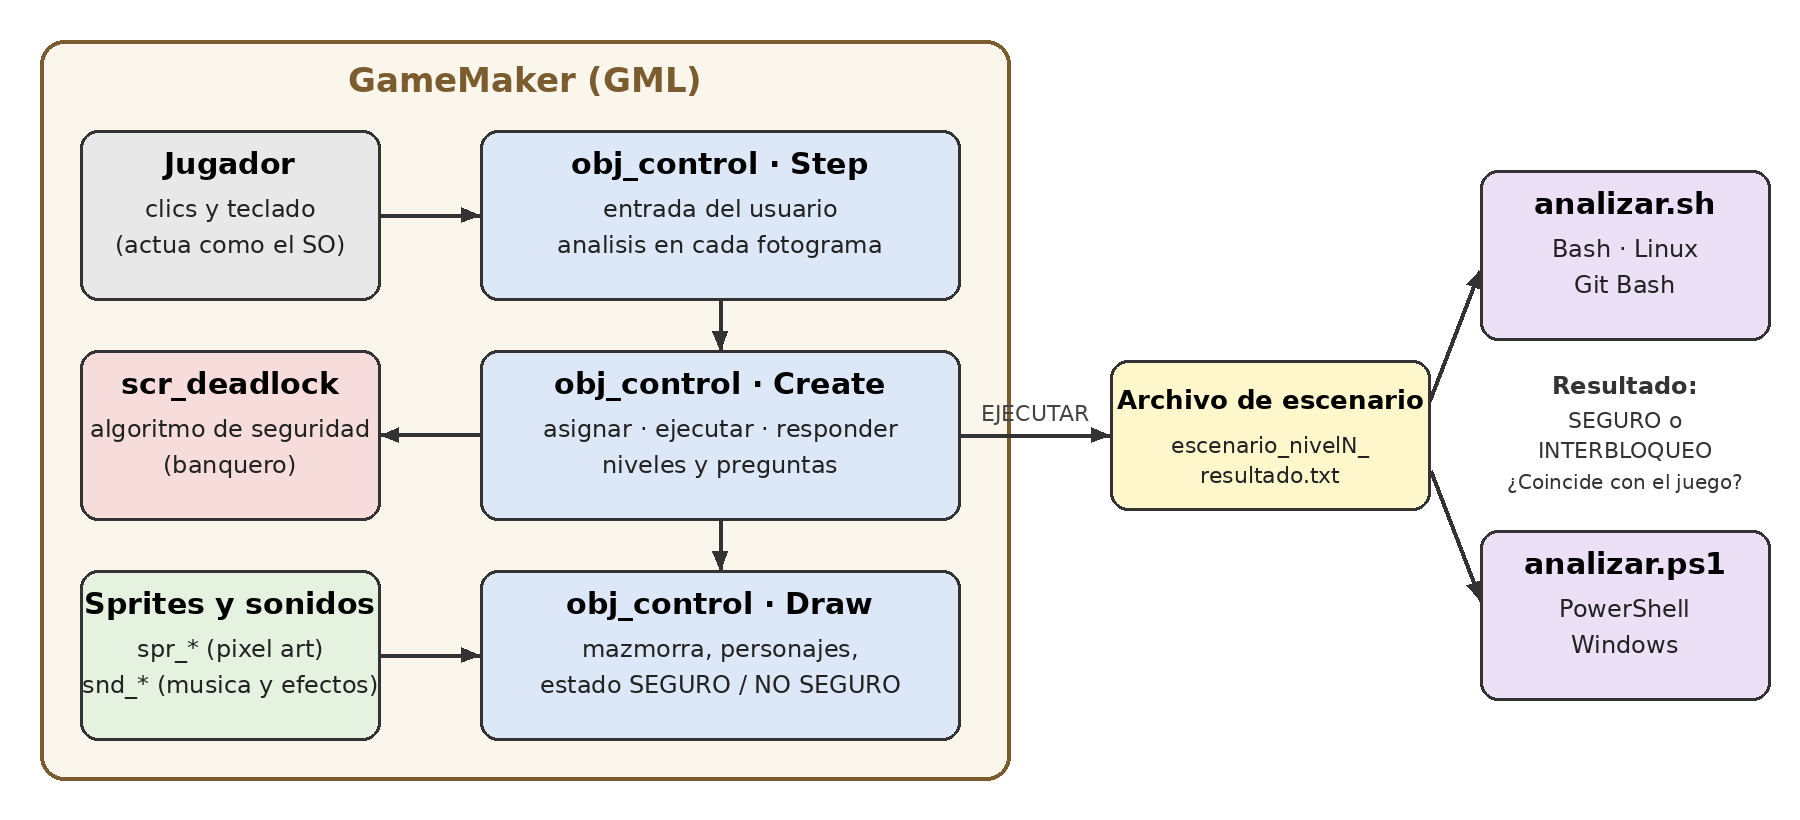 GameMaker (GML)
Jugador
clics y teclado
(actua como el SO)
obj_control · Step
entrada del usuario
analisis en cada fotograma
scr_deadlock
algoritmo de seguridad
(banquero)
obj_control · Create
asignar · ejecutar · responder
niveles y preguntas
Sprites y sonidos
spr_* (pixel art)
snd_* (musica y efectos)
obj_control · Draw
mazmorra, personajes,
estado SEGURO / NO SEGURO
EJECUTAR
Archivo de escenario
escenario_nivelN_
resultado.txt
analizar.sh
Bash · Linux
Git Bash
Resultado:
SEGURO o
INTERBLOQUEO
¿Coincide con el juego?
analizar.ps1
PowerShell
Windows